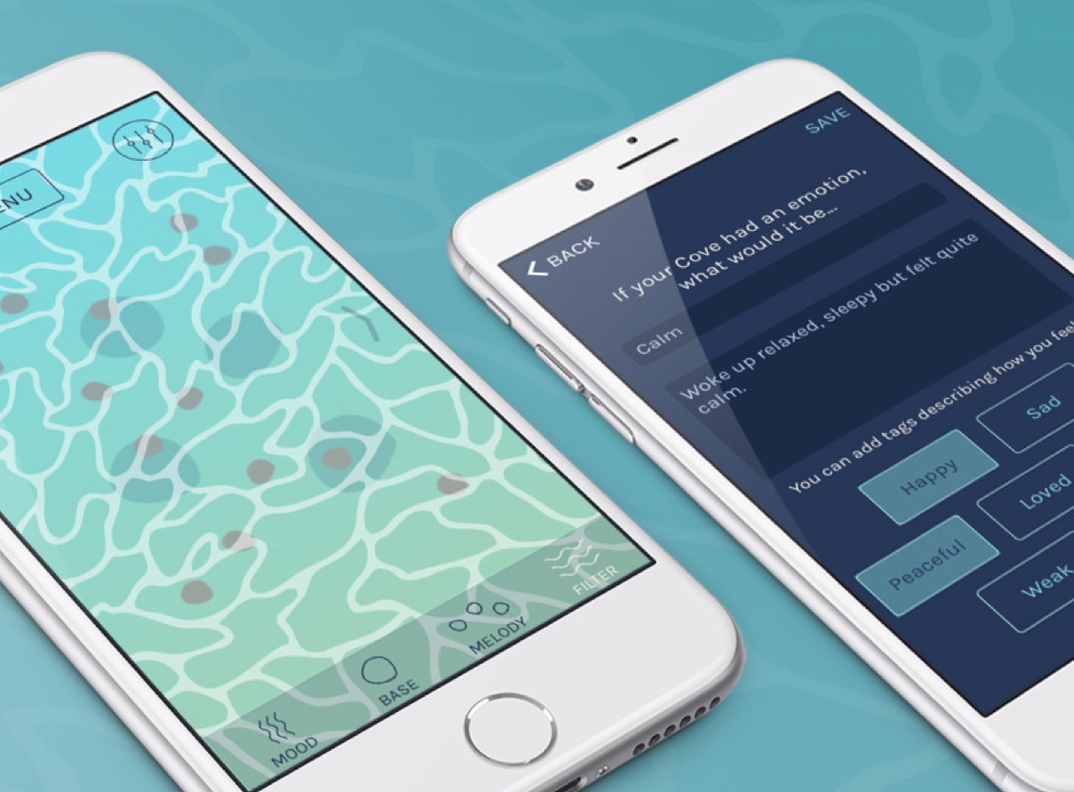 ENU
MOOD
BASE
MELODY
FILTER
BACK
SAVE
If your Cove had an emotion,
what would it be...
Calm
Woke up relaxed, sleepy but felt quite
calm.
You can add tags describing how you feel
Happy
Sad
Peaceful
Loved
Weak